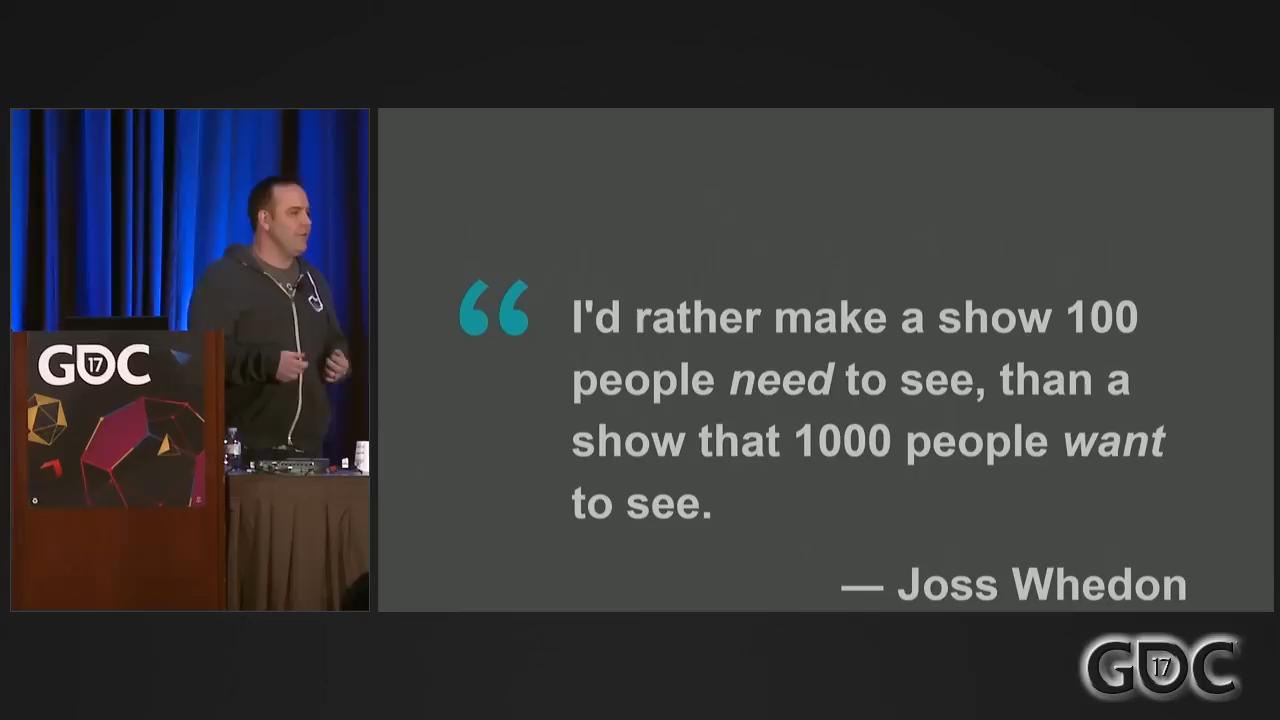 GDC
17
“
I'd rather make a show 100
people need to see, than a
show that 1000 people want
to see.
— Joss Whedon
GDC
17